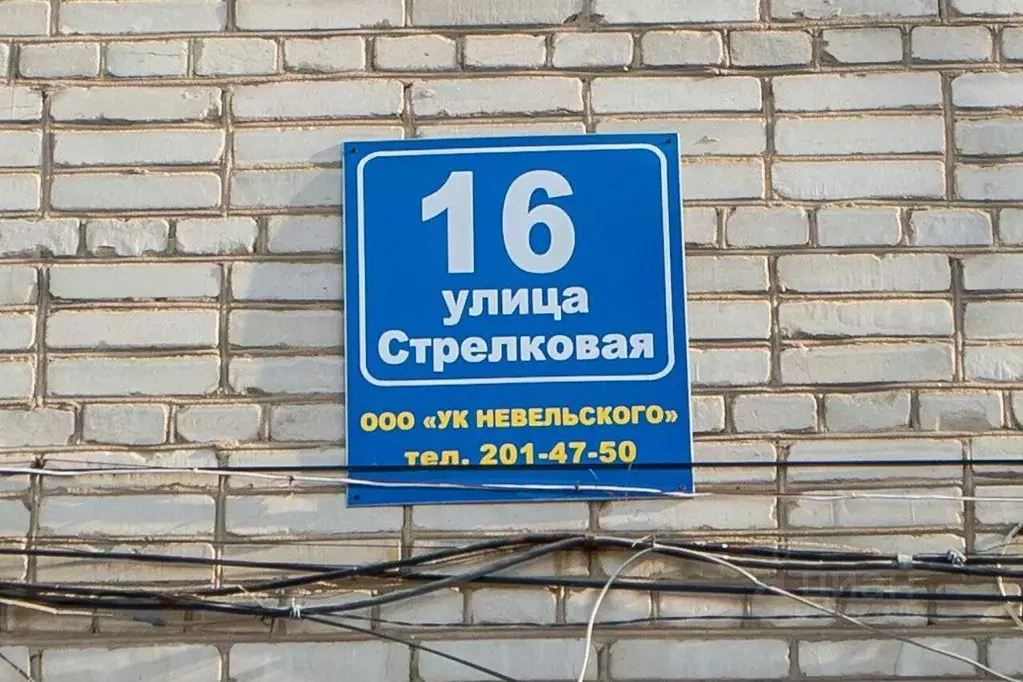 16
улица
Стрелковая
ООО «УК НЕВЕЛЬСКОГО»
тел. 201-47-50